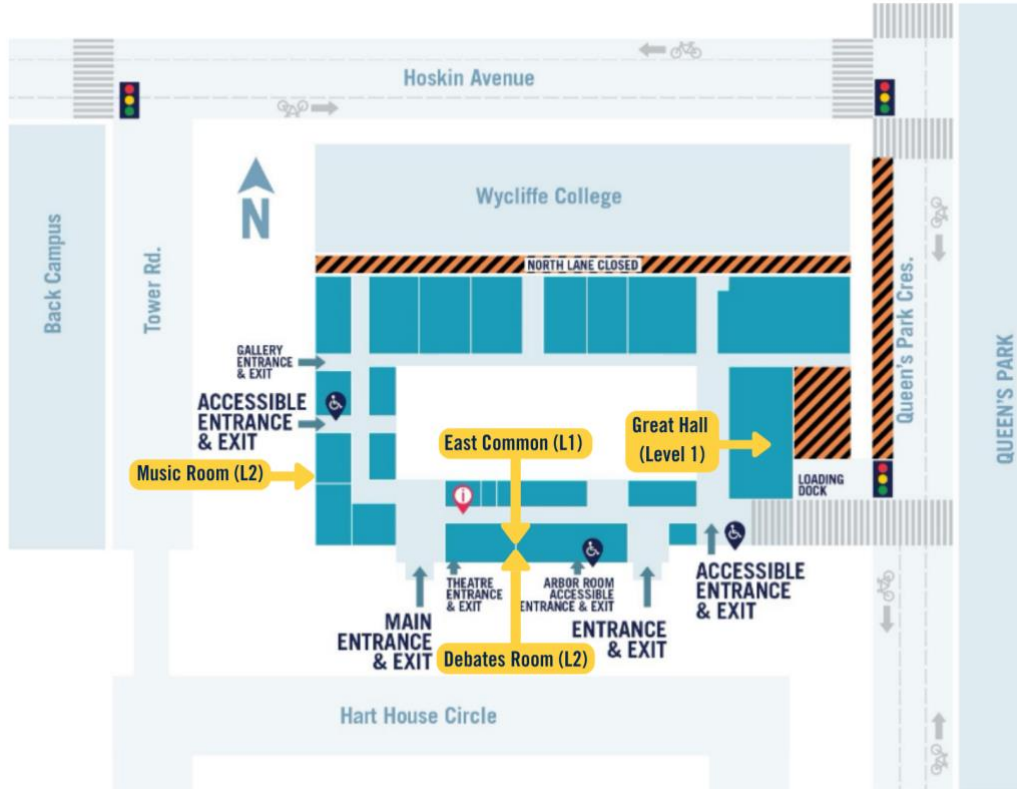 Hoskin Avenue
Wycliffe College
N
NORTH LANE CLOSED
Back Campus
Tower Rd.
Queen's Park Cres.
QUEEN'S PARK
GALLERY
ENTRANCE
& EXIT
ACCESSIBLE
ENTRANCE
& EXIT
Music Room (L2)
East Common (L1)
Great Hall
(Level 1)
LOADING
DOCK
i
THEATRE
ENTRANCE
& EXIT
ARBOR ROOM
ACCESSIBLE
ENTRANCE & EXIT
ACCESSIBLE
ENTRANCE
& EXIT
MAIN
ENTRANCE
& EXIT
ENTRANCE
& EXIT
Debates Room (L2)
Hart House Circle